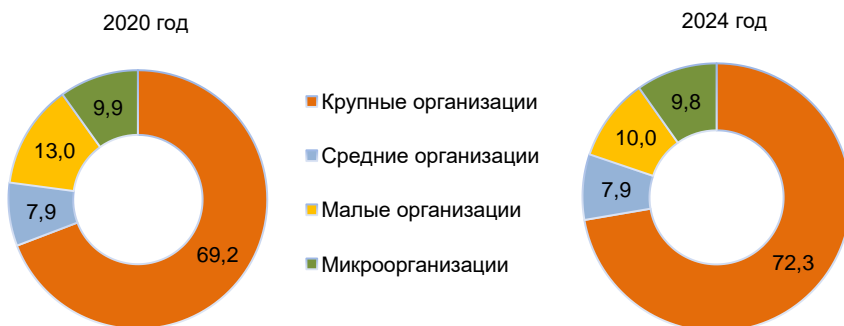 2020 год
2024 год
9,9
13,0
7,9
69,2
Крупные организации
Средние организации
Малые организации
Микроорганизации
9,8
10,0
7,9
72,3